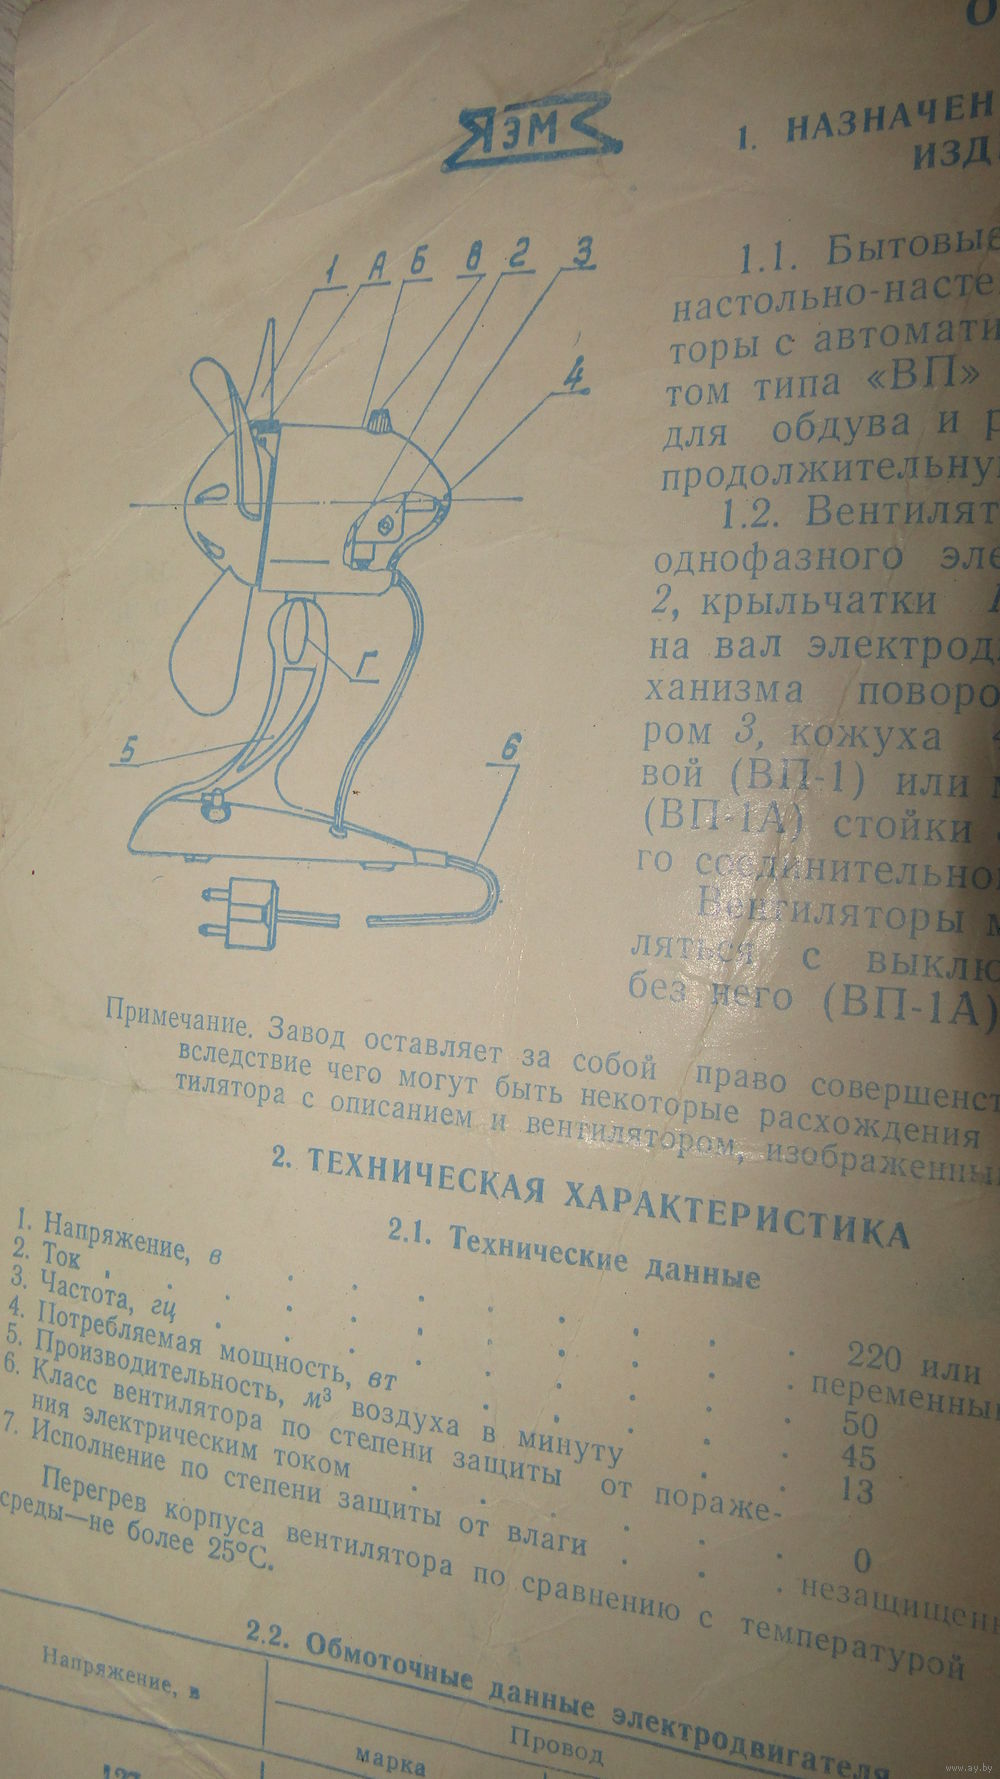 ЯЭМ
1. НАЗНАЧЕН
ИЗД
1 А Б В 2 3
4
Г
5
6
1.1. Бытовые
настольно-насте
торы с автомати
том типа «ВП»
для обдува и р
продолжительну
1.2. Вентилят
однофазного эле
2, крыльчатки
на вал электрод
ханизма поворо
ром 3, кожуха 4
вой (ВП-1) или
(ВП-1А) стойки
го соединительно
Вентиляторы м
ляться с выклю
без него (ВП-1А)
Примечание. Завод оставляет за собой право совершенст
вследствие чего могут быть некоторые расхождения
тилятора с описанием и вентилятором, изображенны
2. ТЕХНИЧЕСКАЯ ХАРАКТЕРИСТИКА
2.1. Технические данные
1. Напряжение, в . . . . . . . . 220 или
2. Ток . . . . . . . . . . переменны
3. Частота, гц . . . . . . . . . 50
4. Потребляемая мощность, вт . . . . . 45
5. Производительность, м³ воздуха в минуту . . 13
6. Класс вентилятора по степени защиты от пораже-
ния электрическим током . . . . . . 0
7. Исполнение по степени защиты от влаги . . . незащищен
Перегрев корпуса вентилятора по сравнению с температурой
среды—не более 25°С.
2.2. Обмоточные данные электродвигателя
Напряжение, в
Провод
марка
127
www.ay.by